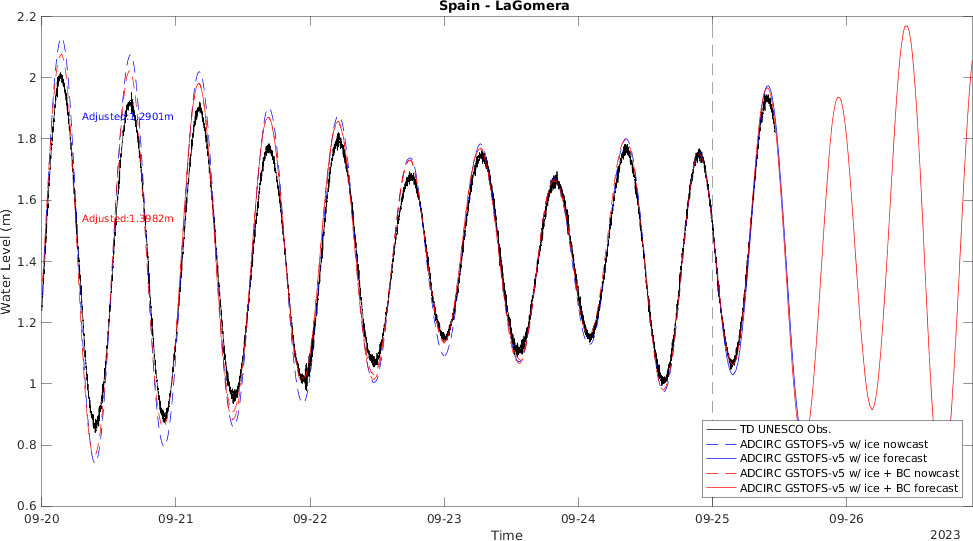 Spain - LaGomera
2.2
2
1.8
1.6
1.4
1.2
1
0.8
0.6
Water Level (m)
Adjusted:1.2901m
Adjusted:1.3982m
TD UNESCO Obs.
ADCIRC GSTOFS-v5 w/ ice nowcast
ADCIRC GSTOFS-v5 w/ ice forecast
ADCIRC GSTOFS-v5 w/ ice + BC nowcast
ADCIRC GSTOFS-v5 w/ ice + BC forecast
09-20 09-21 09-22 09-23 09-24 09-25 09-26
Time
2023